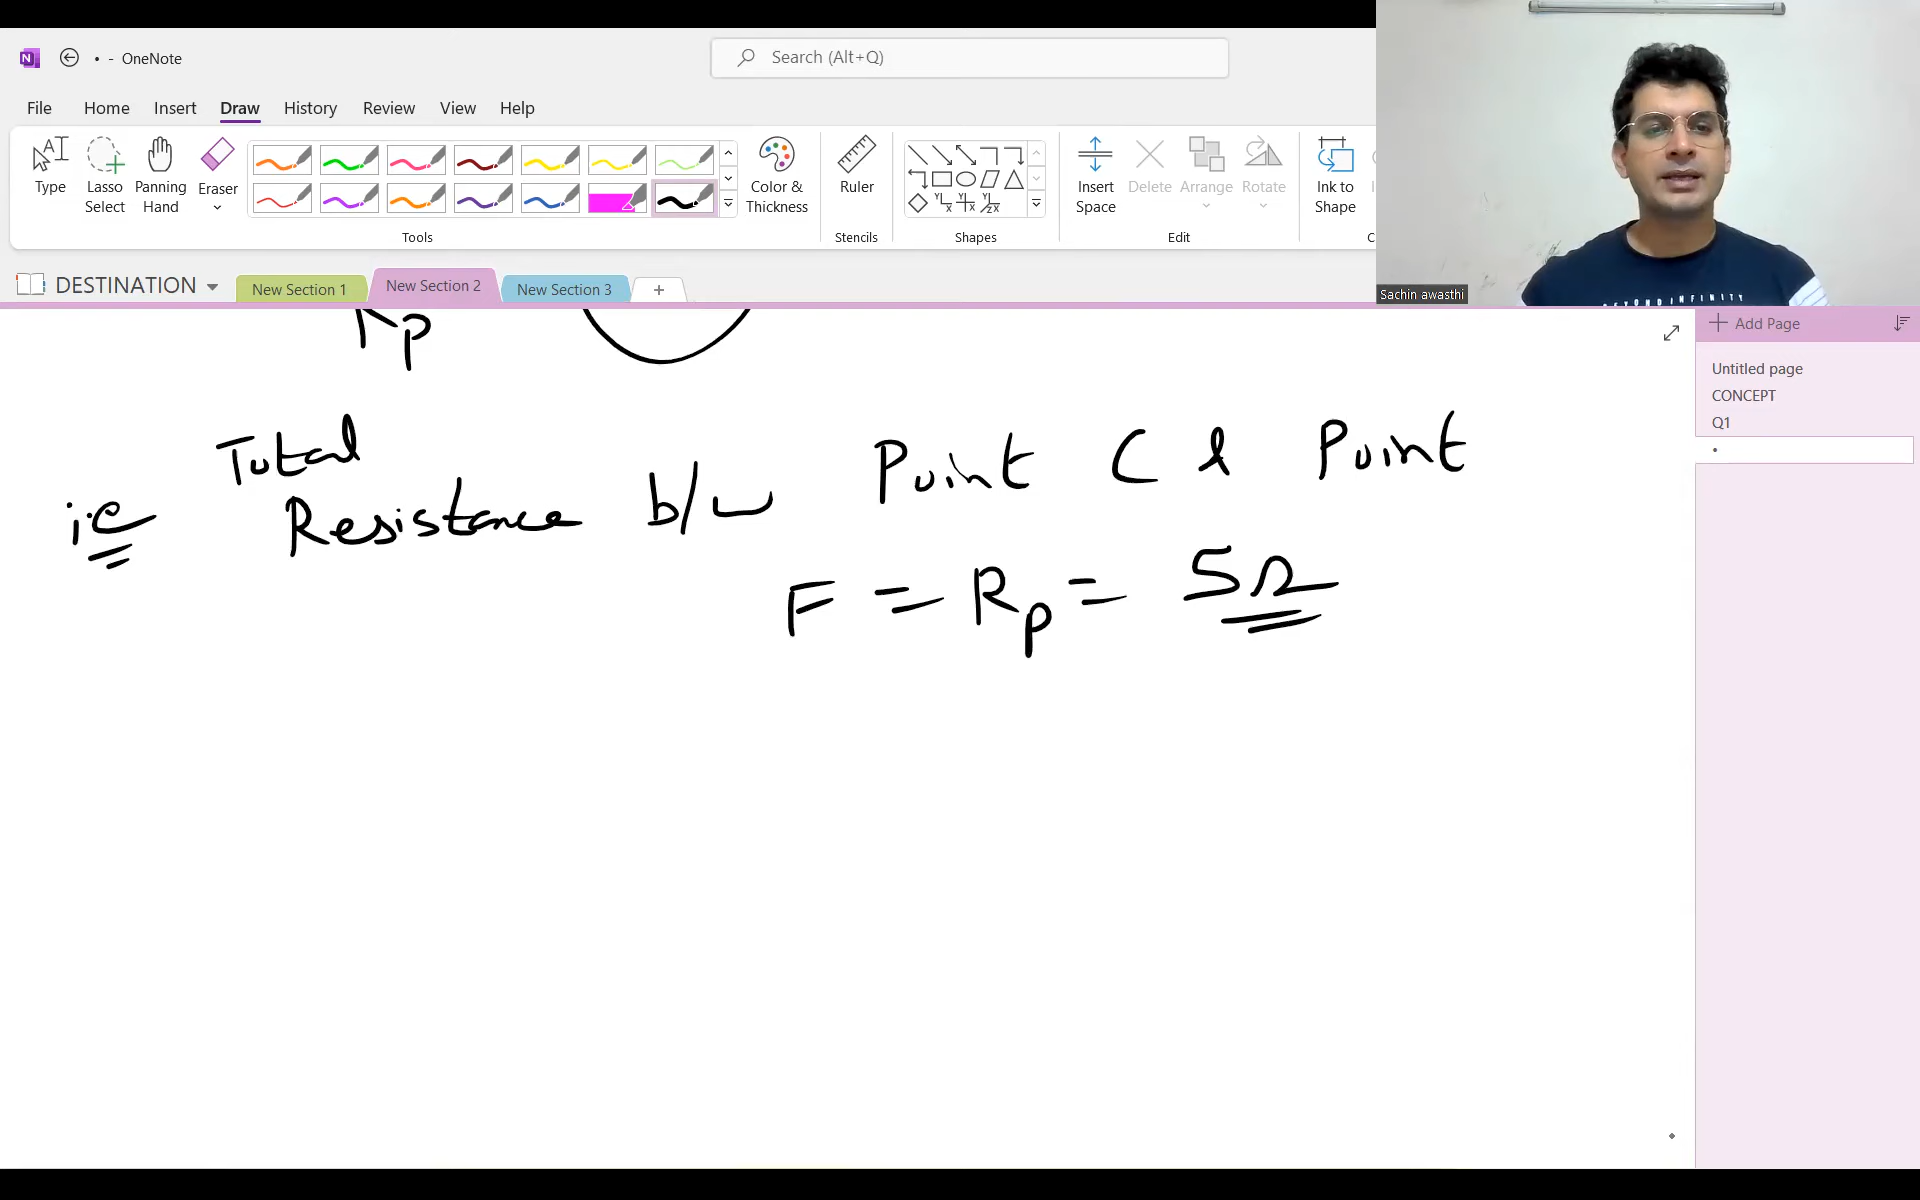 • - OneNote
Search (Alt+Q)
File Home Insert Draw History Review View Help
Type
Lasso Select
Panning Hand
Eraser
Color & Thickness
Ruler
Insert Space
Delete
Arrange
Rotate
Ink to Shape
Tools
Stencils
Shapes
Edit
DESTINATION
New Section 1
New Section 2
New Section 3
+
Sachin awasthi
BEYOND INFINITY
Add Page
Untitled page
CONCEPT
Q1
•
Rp
Total
i.e Resistance b/w Point C & Point
F = Rp = 5Ω